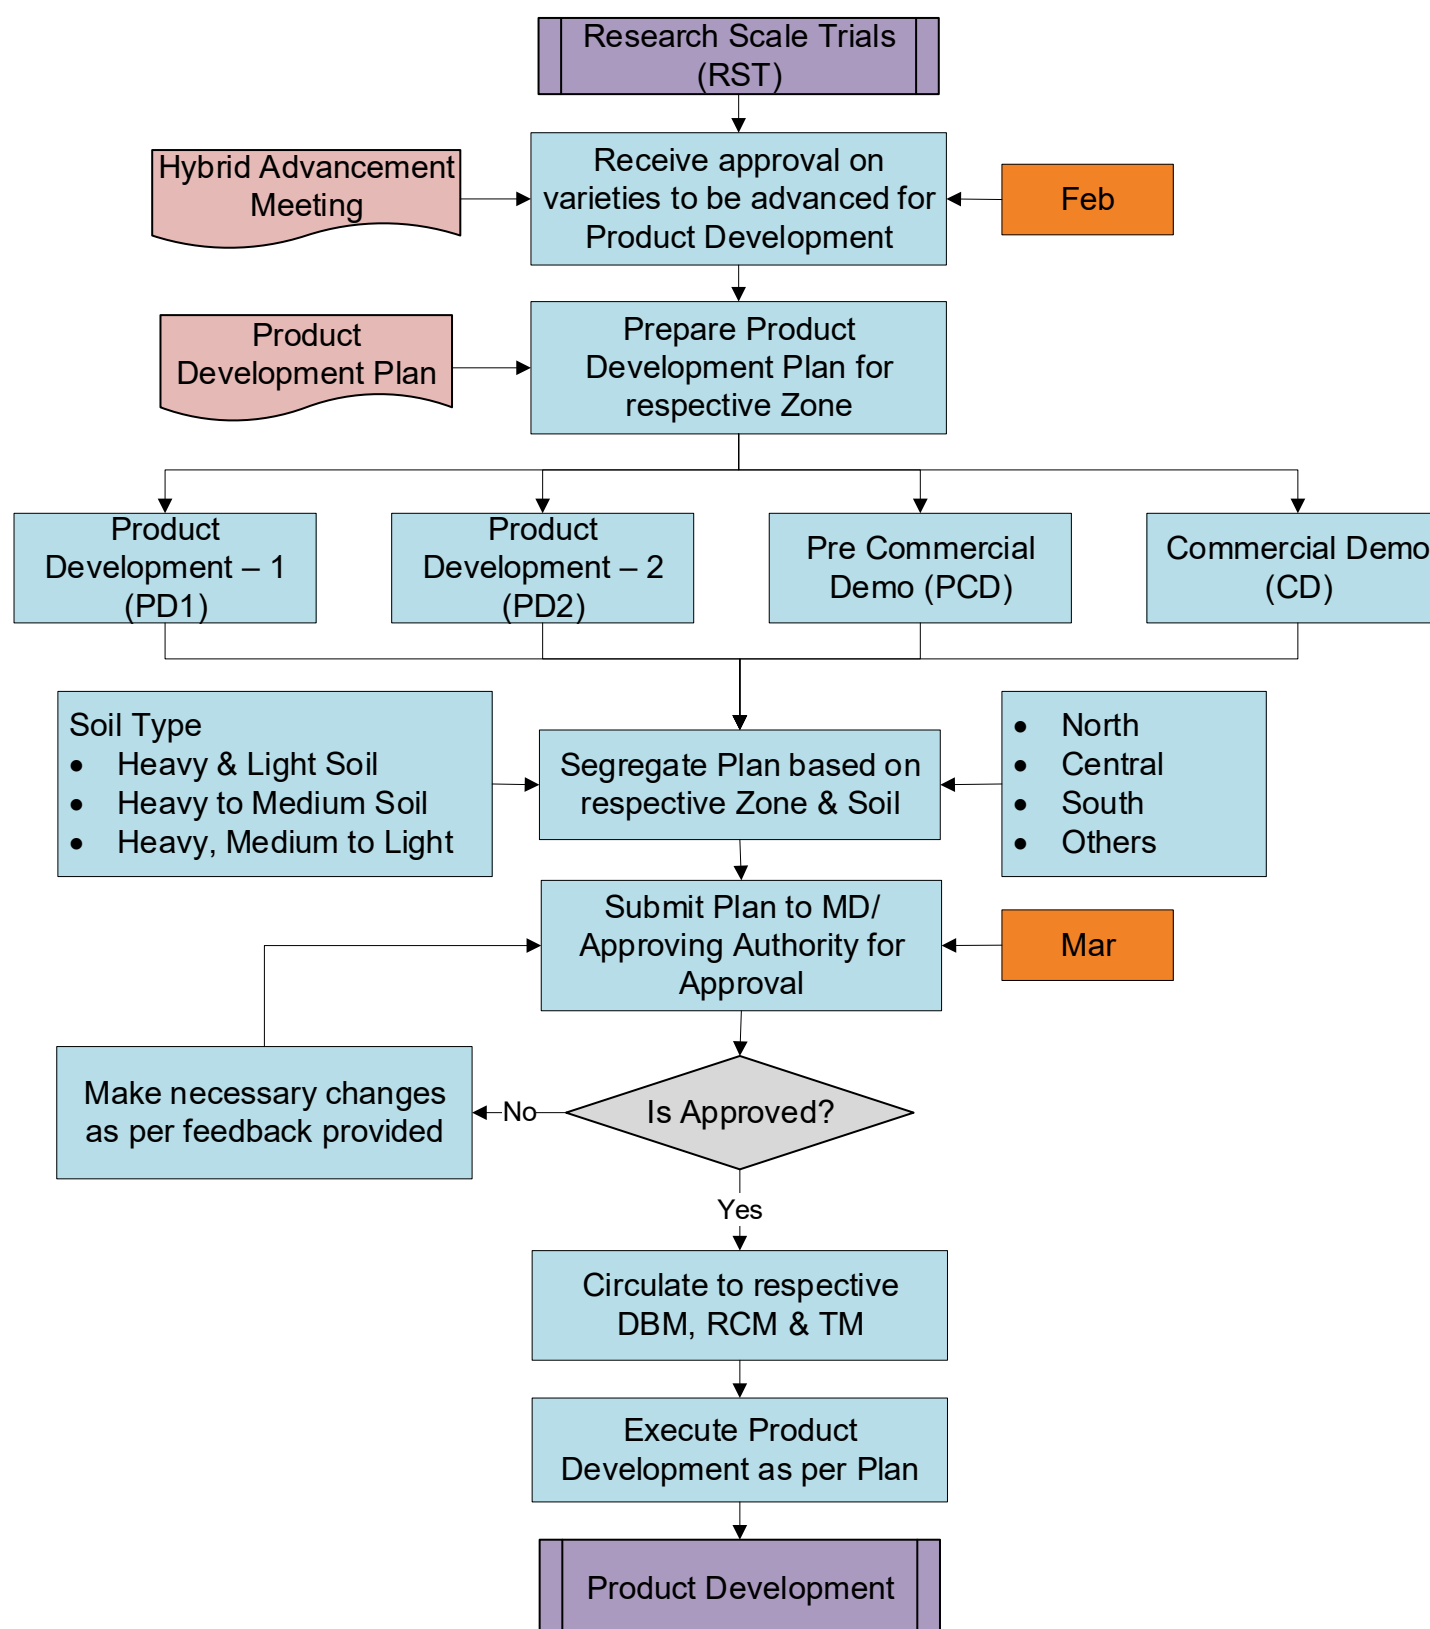 Research Scale Trials
(RST)
Hybrid Advancement
Meeting
Receive approval on
varieties to be advanced for
Product Development
Feb
Product
Development Plan
Prepare Product
Development Plan for
respective Zone
Product
Development – 1
(PD1)
Product
Development – 2
(PD2)
Pre Commercial
Demo (PCD)
Commercial Demo
(CD)
Soil Type
• Heavy & Light Soil
• Heavy to Medium Soil
• Heavy, Medium to Light
Segregate Plan based on
respective Zone & Soil
• North
• Central
• South
• Others
Submit Plan to MD/
Approving Authority for
Approval
Mar
Make necessary changes
as per feedback provided
No
Is Approved?
Yes
Circulate to respective
DBM, RCM & TM
Execute Product
Development as per Plan
Product Development